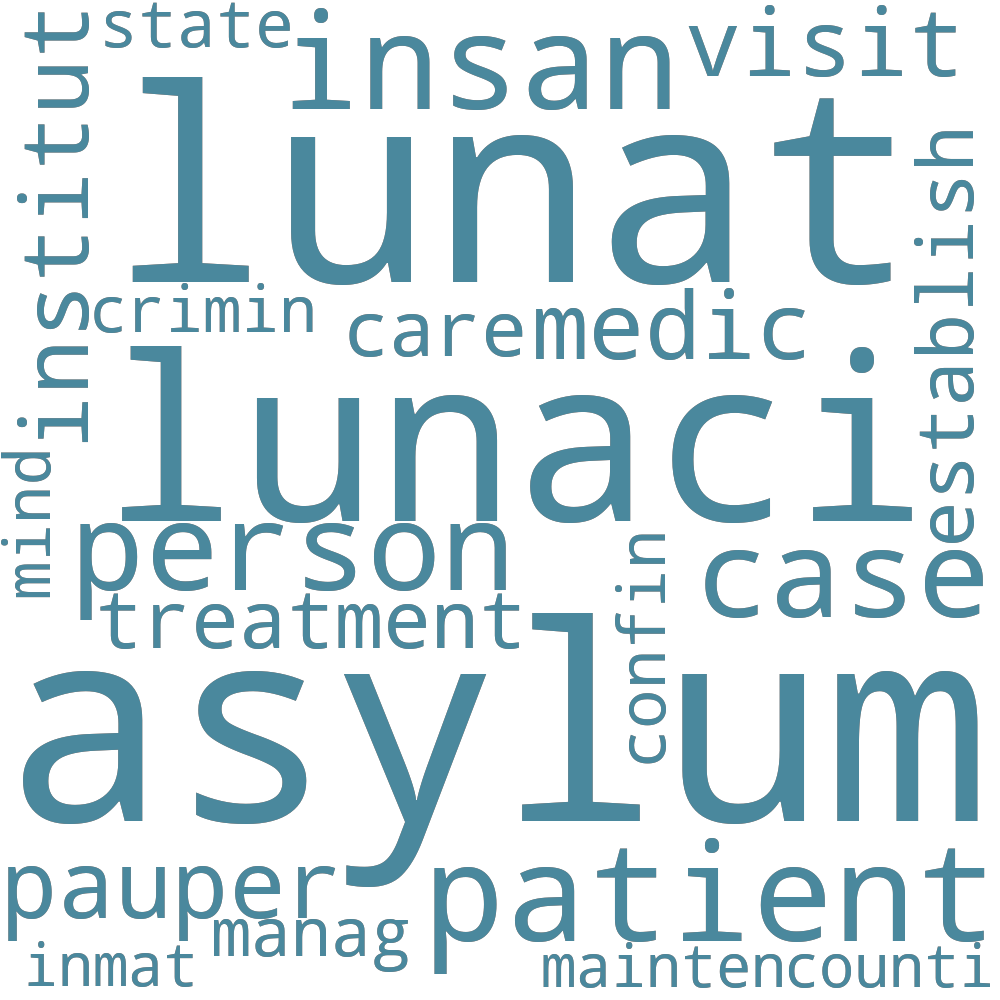 state
insan
visit
institut
lunat
establish
crimin
care
medic
lunaci
mind
person
case
treatment
confin
asylum
pauper
patient
manag
inmat
mainten
counti